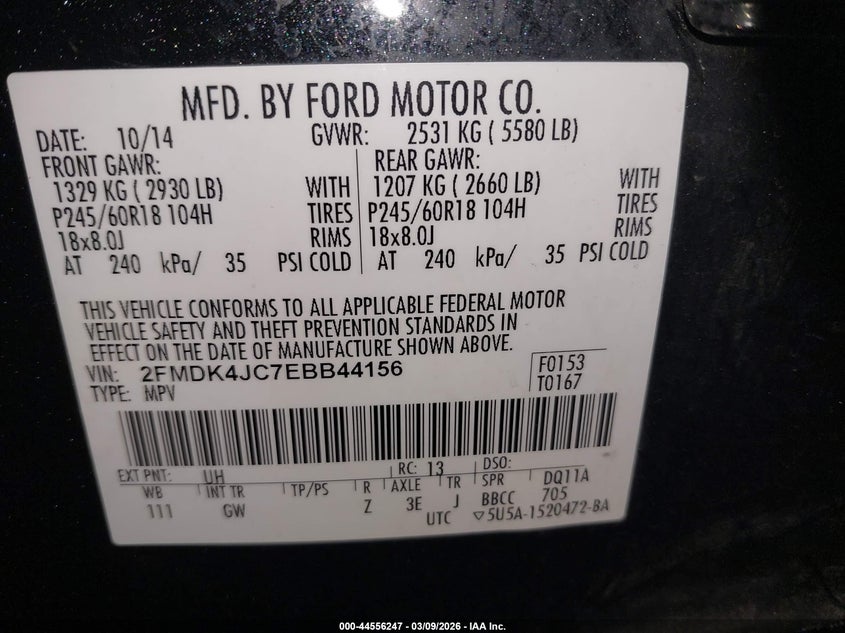 MFD. BY FORD MOTOR CO.
DATE: 10/14 GVWR: 2531 KG ( 5580 LB)
FRONT GAWR: REAR GAWR:
1329 KG ( 2930 LB) WITH 1207 KG ( 2660 LB) WITH
P245/60R18 104H TIRES P245/60R18 104H TIRES
18x8.0J RIMS 18x8.0J RIMS
AT 240 kPa/ 35 PSI COLD AT 240 kPa/ 35 PSI COLD
THIS VEHICLE CONFORMS TO ALL APPLICABLE FEDERAL MOTOR
VEHICLE SAFETY AND THEFT PREVENTION STANDARDS IN
EFFECT ON THE DATE OF MANUFACTURE SHOWN ABOVE.
VIN: 2FMDK4JC7EBB44156 F0153
TYPE: MPV T0167
EXT PNT: UH RC: 13 DSO:
WB INT TR TP/PS R AXLE TR SPR DQ11A
111 GW Z 3E J BBCC 705
UTC ▽5U5A-1520472-BA
000-44556247 - 03/09/2026 - IAA Inc.